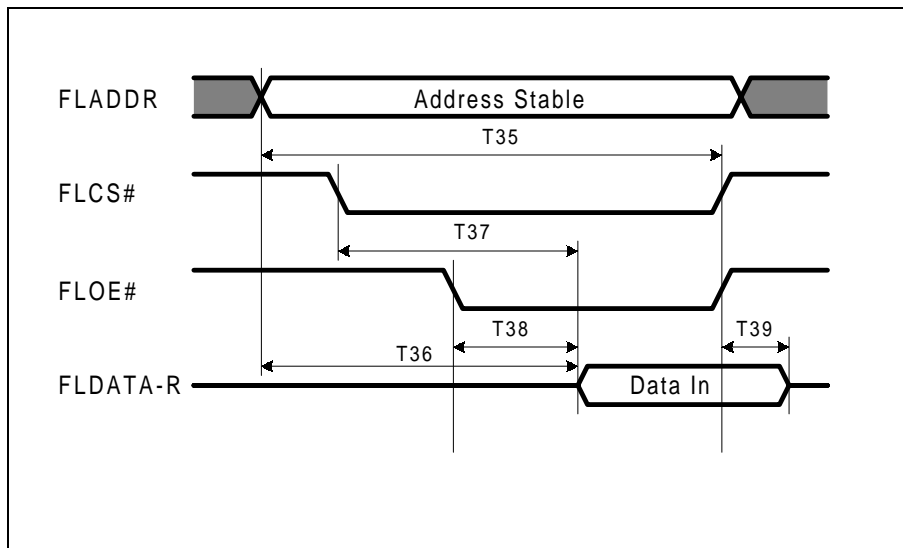 FLADDR
Address Stable
T35
FLCS#
T37
FLOE#
T38
T39
T36
FLDATA-R
Data In